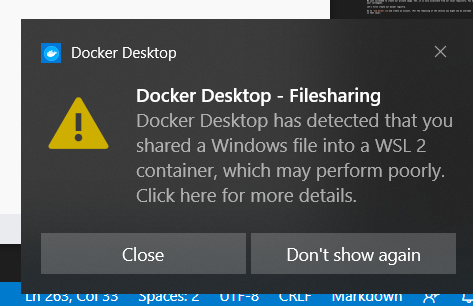 Docker Desktop
Docker Desktop - Filesharing
Docker Desktop has detected that you
shared a Windows file into a WSL 2
container, which may perform poorly.
Click here for more details.
Close
Don't show again
Ln 263, Col 33
Spaces: 2
UTF-8
CRLF
Markdown